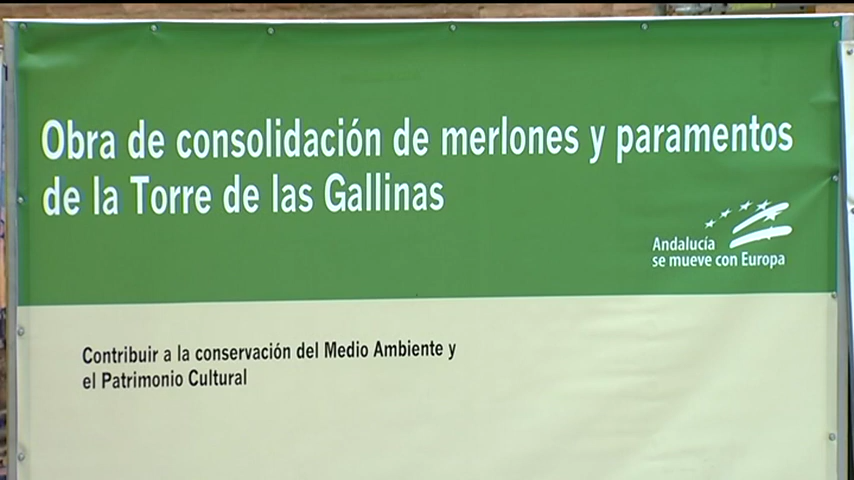 Obra de consolidación de merlones y paramentos
de la Torre de las Gallinas
Andalucía
se mueve con Europa
Contribuir a la conservación del Medio Ambiente y
el Patrimonio Cultural